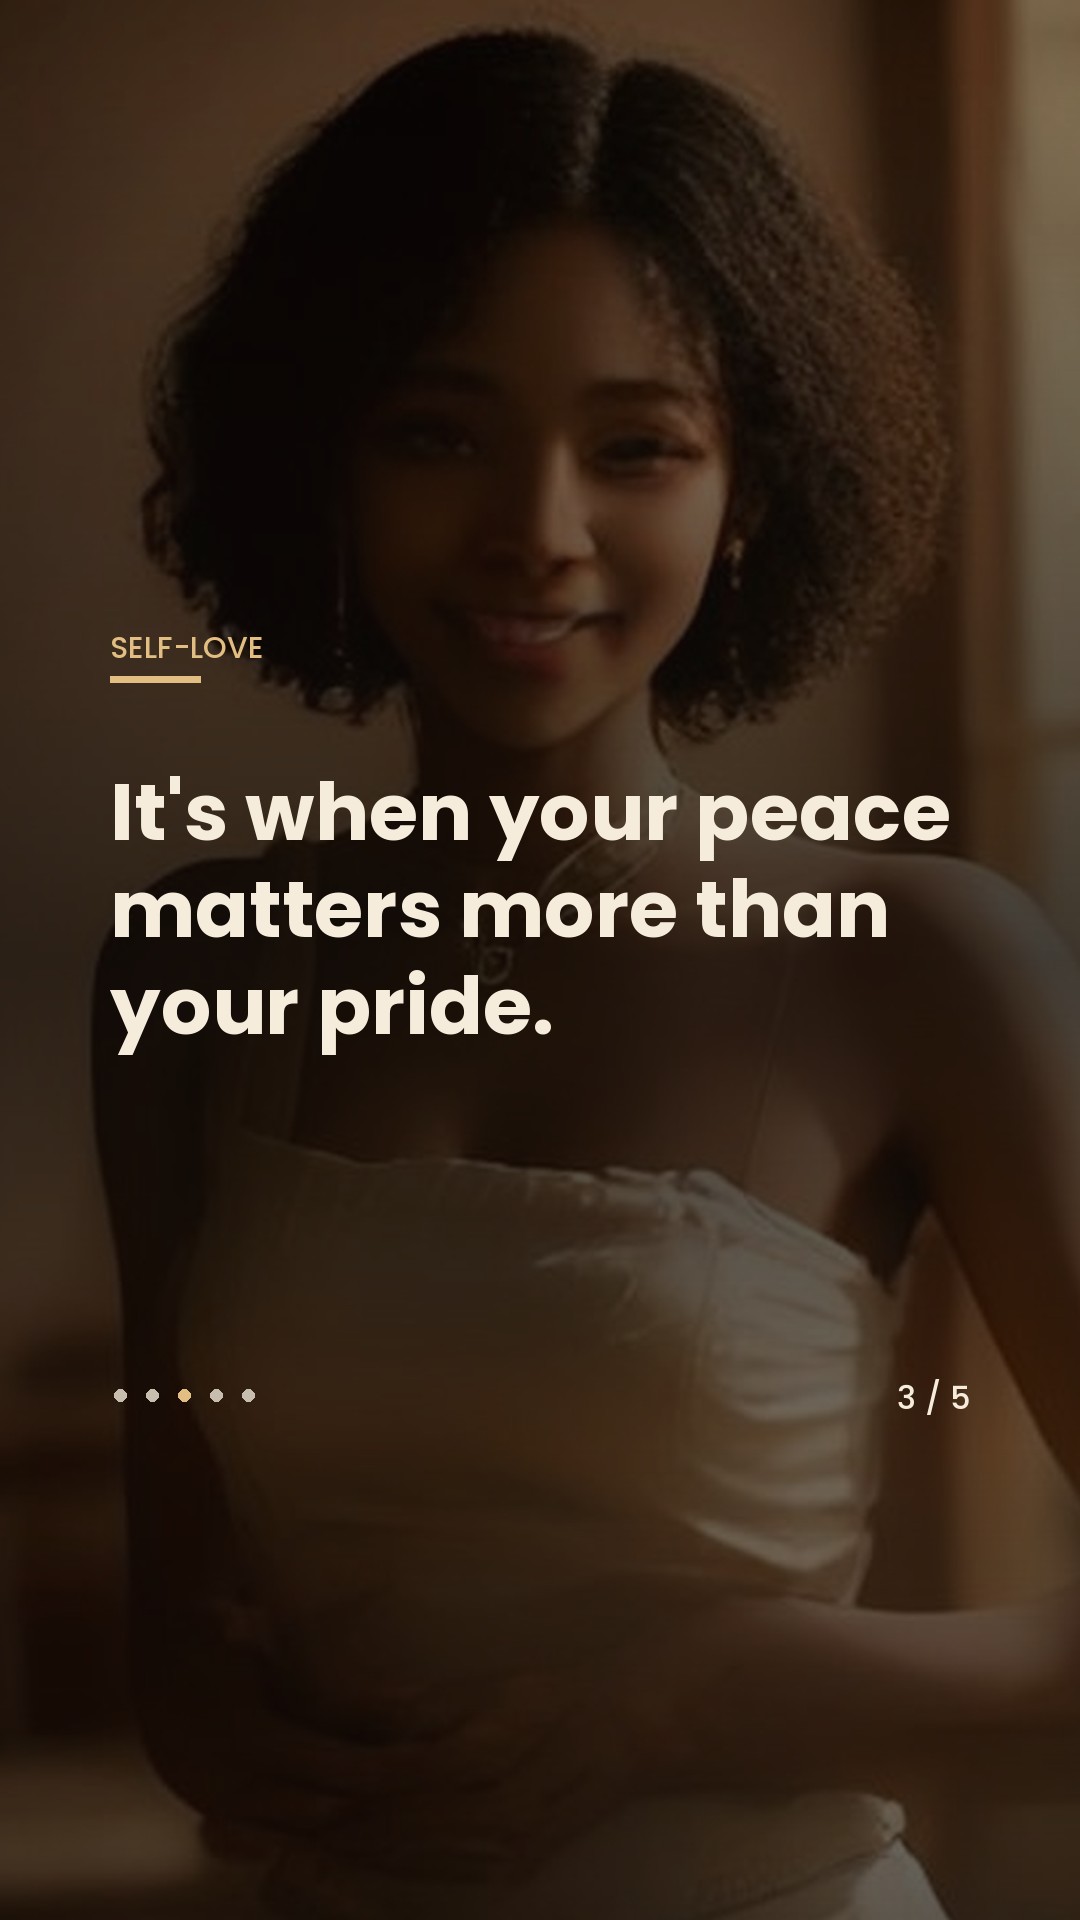 SELF-LOVE
It's when your peace
matters more than
your pride.
3 / 5